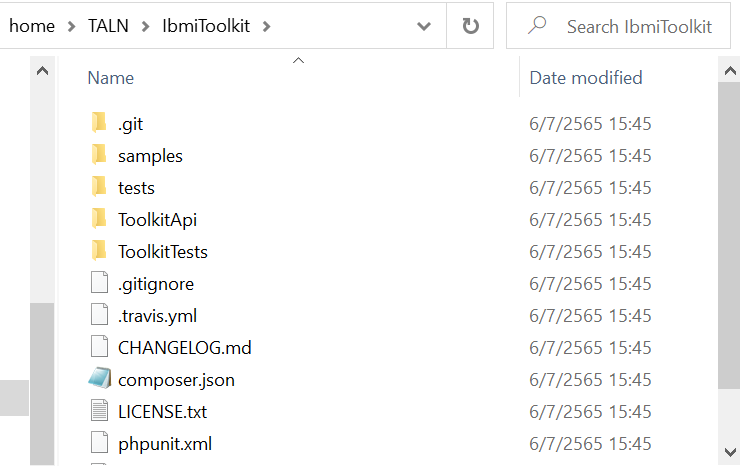 home > TALN > IbmiToolkit >
Search IbmiToolkit
Name Date modified
.git 6/7/2565 15:45
samples 6/7/2565 15:45
tests 6/7/2565 15:45
ToolkitApi 6/7/2565 15:45
ToolkitTests 6/7/2565 15:45
.gitignore 6/7/2565 15:45
.travis.yml 6/7/2565 15:45
CHANGELOG.md 6/7/2565 15:45
composer.json 6/7/2565 15:45
LICENSE.txt 6/7/2565 15:45
phpunit.xml 6/7/2565 15:45